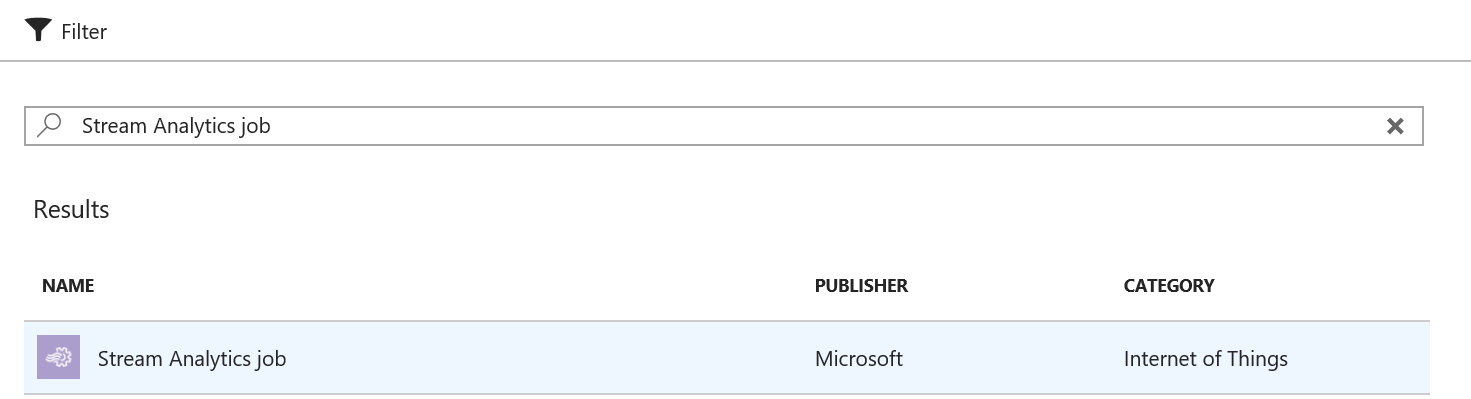 Filter
Stream Analytics job
Results
NAME PUBLISHER CATEGORY
Stream Analytics job Microsoft Internet of Things